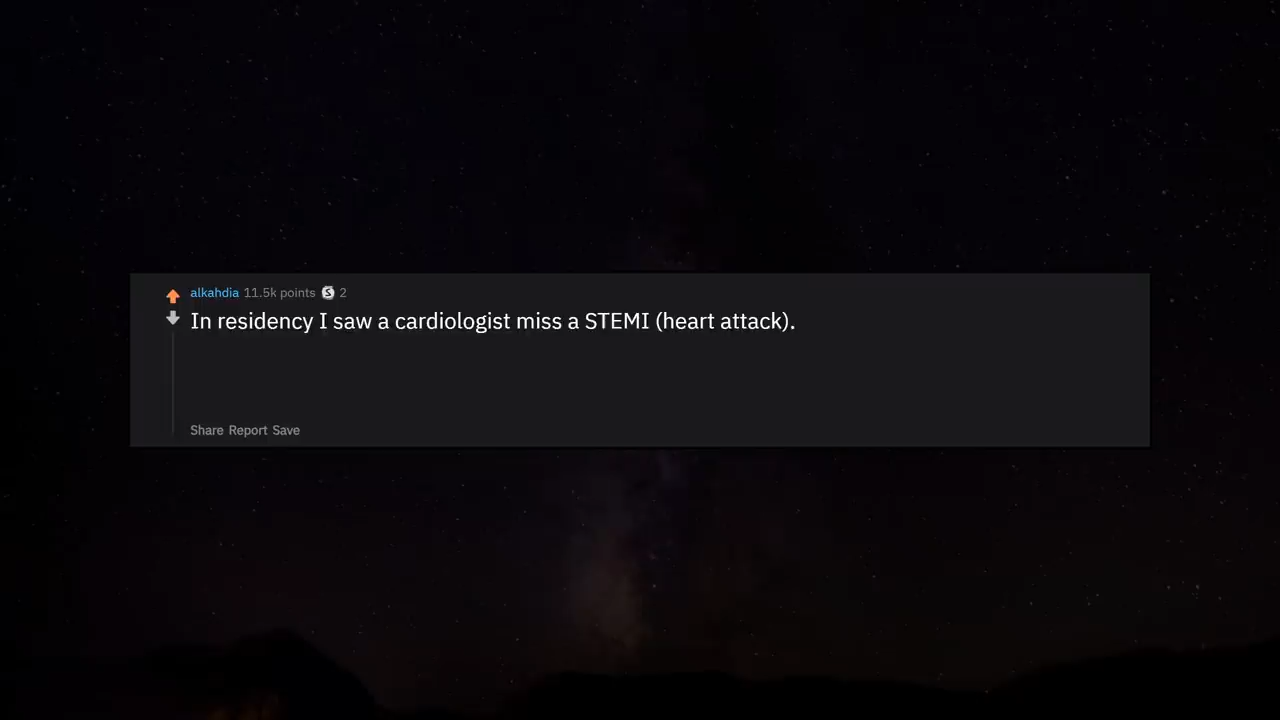 alkahdia 11.5k points S 2
In residency I saw a cardiologist miss a STEMI (heart attack).
Share Report Save